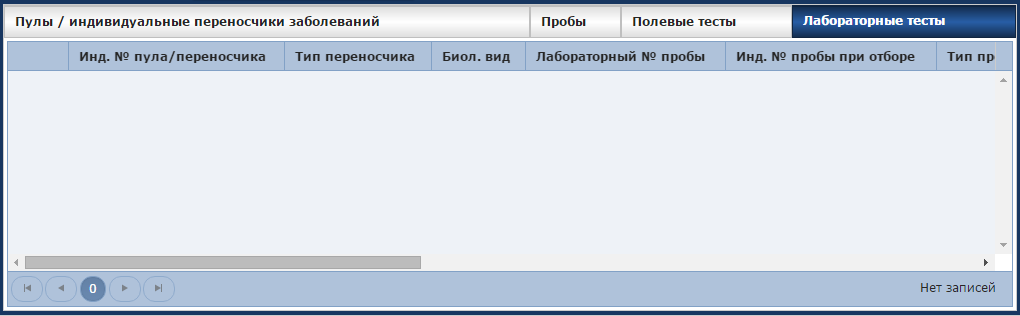 Пулы / индивидуальные переносчики заболеваний Пробы Полевые тесты Лабораторные тесты
Инд. № пула/переносчика Тип переносчика Биол. вид Лабораторный № пробы Инд. № пробы при отборе Тип пр
0 Нет записей